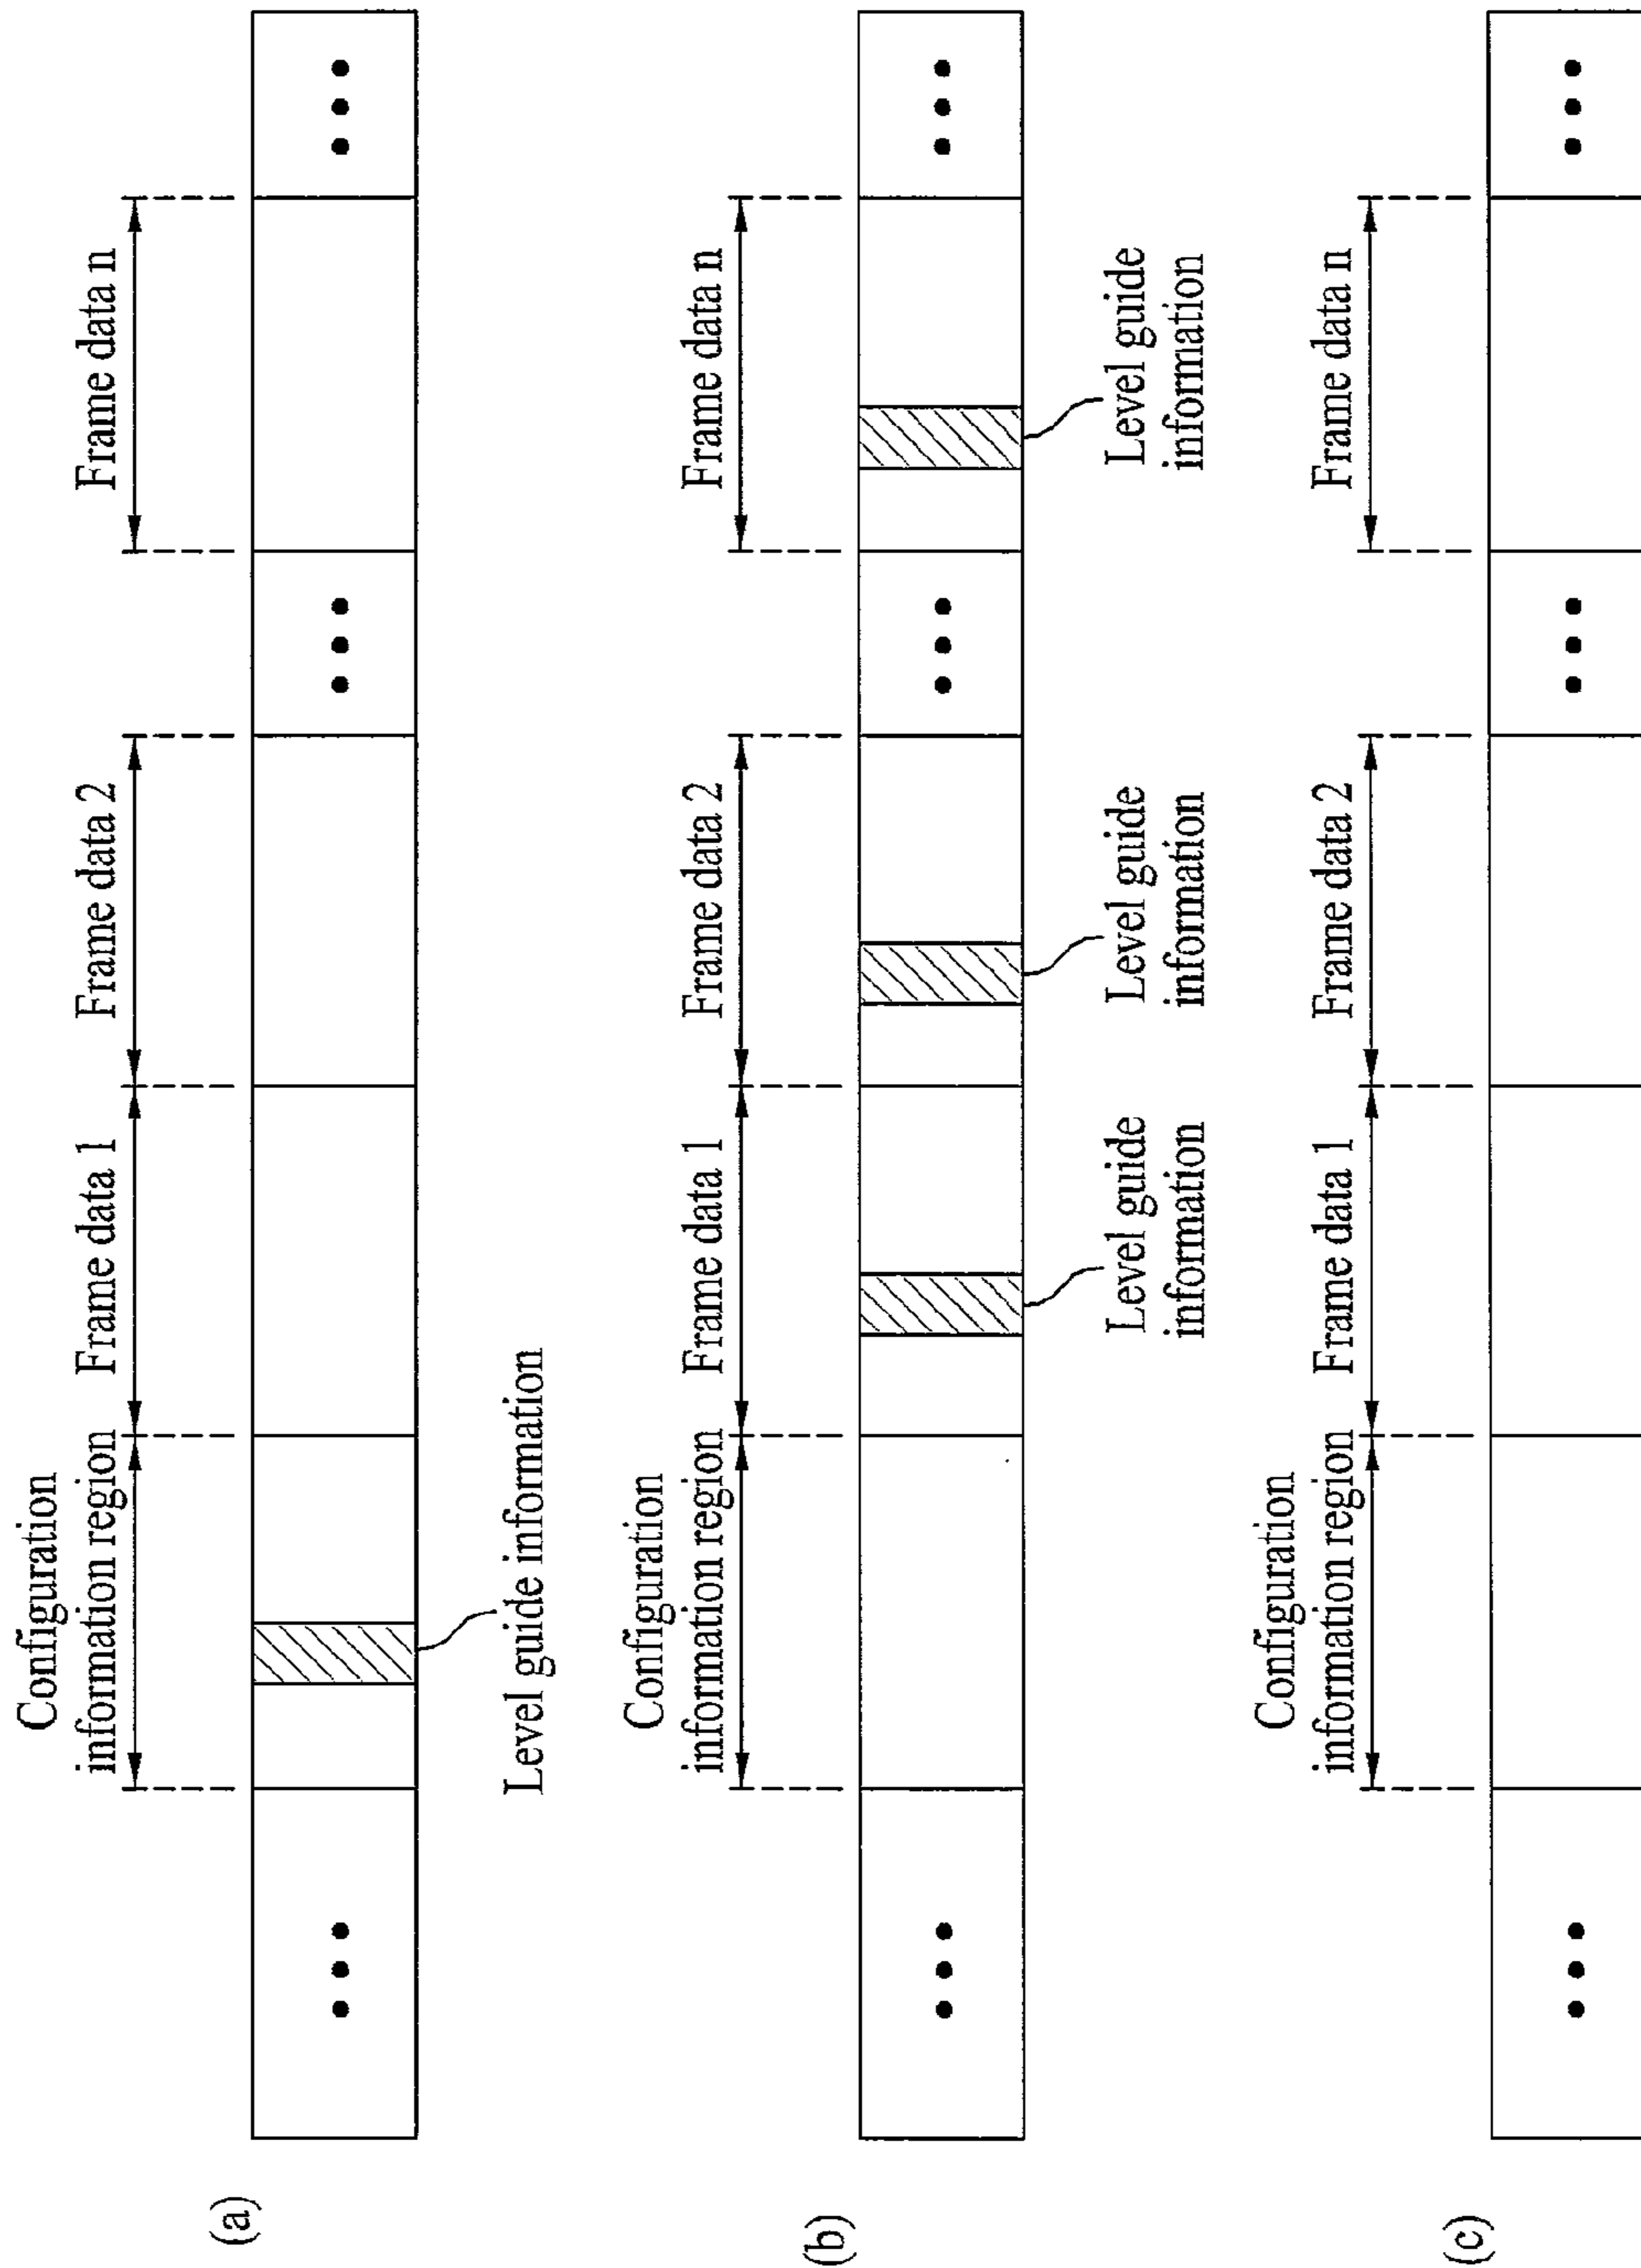 (a)
Configuration
information region
Frame data 1
Frame data 2
Frame data n
Level guide information
(b)
Configuration
information region
Frame data 1
Frame data 2
Frame data n
Level guide
information
Level guide
information
Level guide
information
(c)
Configuration
information region
Frame data 1
Frame data 2
Frame data n